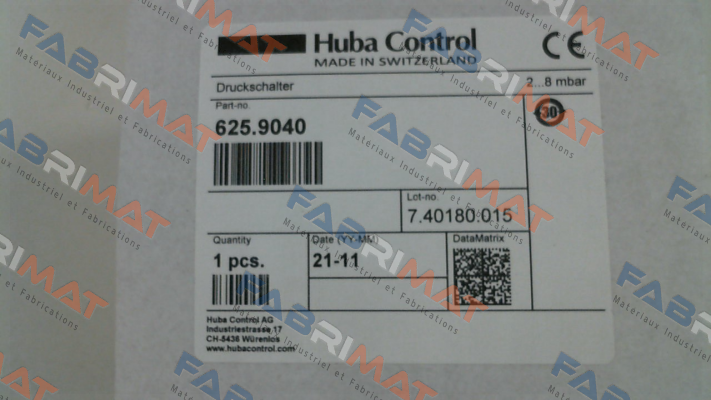 Huba Control
MADE IN SWITZERLAND
CE
Druckschalter
2...8 mbar
Part-no.
625.9040
30
Lot-no.
7.40180.015
Quantity
1 pcs.
Date (YY-MM)
21-11
DataMatrix
Huba Control AG
Industriestrasse 17
CH-5436 Würenlos
www.hubacontrol.com
FABRIMAT
Materiaux Industriel et Fabrications